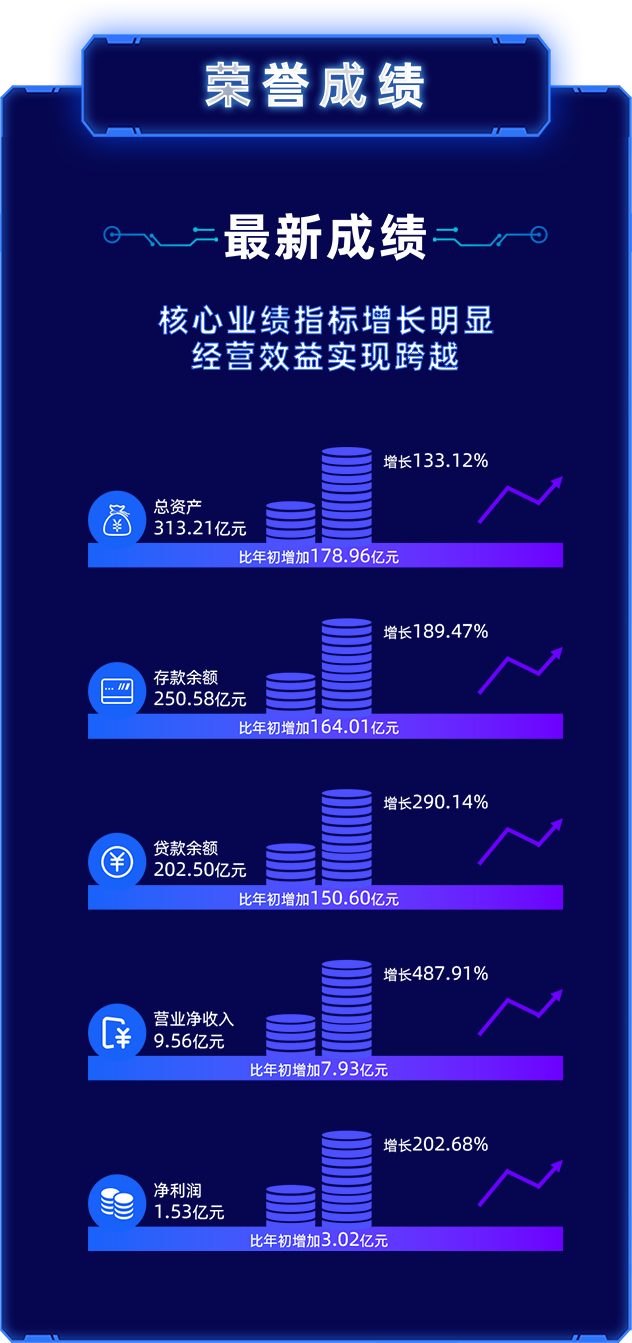 荣誉成绩
最新成绩
核心业绩指标增长明显
经营效益实现跨越
增长133.12%
总资产
313.21亿元
比年初增加178.96亿元
增长189.47%
存款余额
250.58亿元
比年初增加164.01亿元
增长290.14%
贷款余额
202.50亿元
比年初增加150.60亿元
增长487.91%
营业净收入
9.56亿元
比年初增加7.93亿元
增长202.68%
净利润
1.53亿元
比年初增加3.02亿元